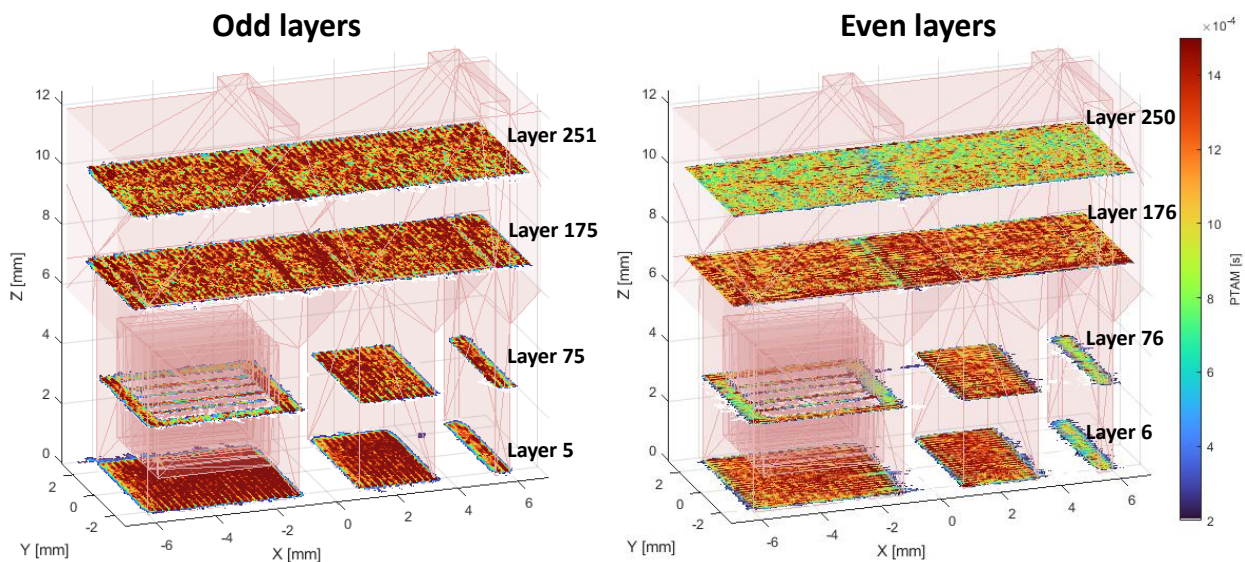 Odd layers
Even layers
×10⁻⁴
12
10
8
6
4
2
0
Z [mm]
2
0
-2
Y [mm]
-6
-4
-2
0
2
4
6
X [mm]
Layer 251
Layer 175
Layer 75
Layer 5
12
10
8
6
4
2
0
Z [mm]
2
0
-2
Y [mm]
-6
-4
-2
0
2
4
6
X [mm]
Layer 250
Layer 176
Layer 76
Layer 6
14
12
10
8
6
4
2
PTAM [s]